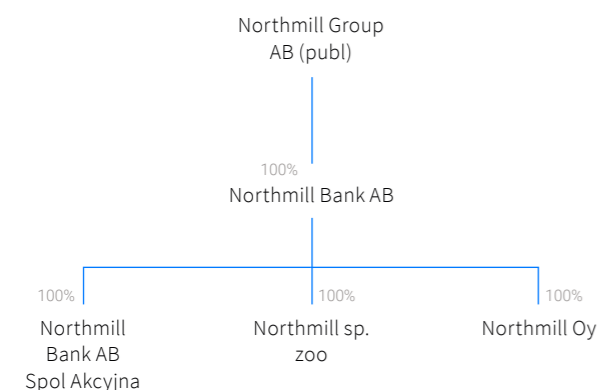 Northmill Group
AB (publ)
100%
Northmill Bank AB
100%
100%
100%
Northmill
Bank AB
Spol Akcyjna
Northmill sp.
zoo
Northmill Oy